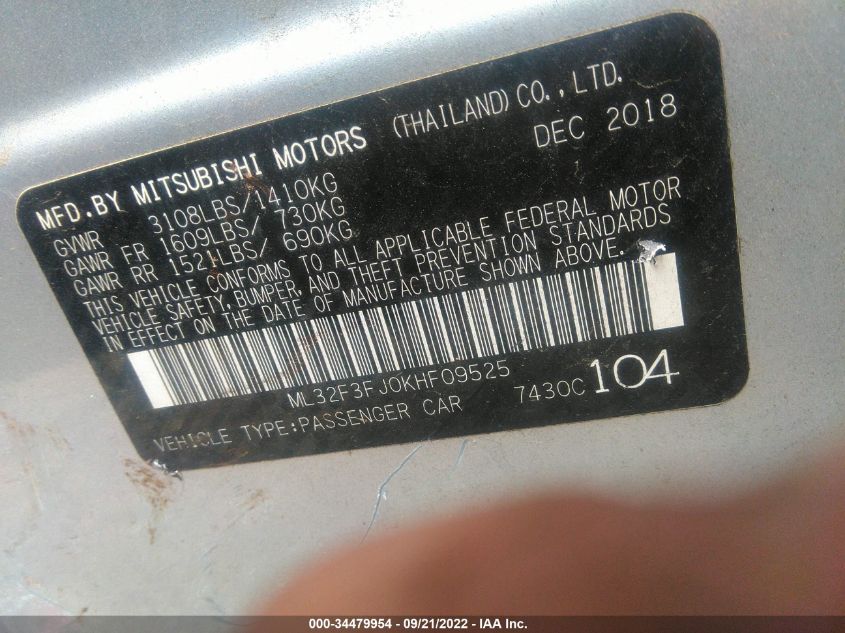 MFD.BY MITSUBISHI MOTORS (THAILAND) CO., LTD.
DEC 2018
GVWR 3108LBS/1410KG
GAWR FR 1609LBS/ 730KG
GAWR RR 1521LBS/ 690KG
THIS VEHICLE CONFORMS TO ALL APPLICABLE FEDERAL MOTOR
VEHICLE SAFETY, BUMPER, AND THEFT PREVENTION STANDARDS
IN EFFECT ON THE DATE OF MANUFACTURE SHOWN ABOVE.
ML32F3FJ0KHF09525
VEHICLE TYPE:PASSENGER CAR 7430C 104
000-34479954 - 09/21/2022 - IAA Inc.